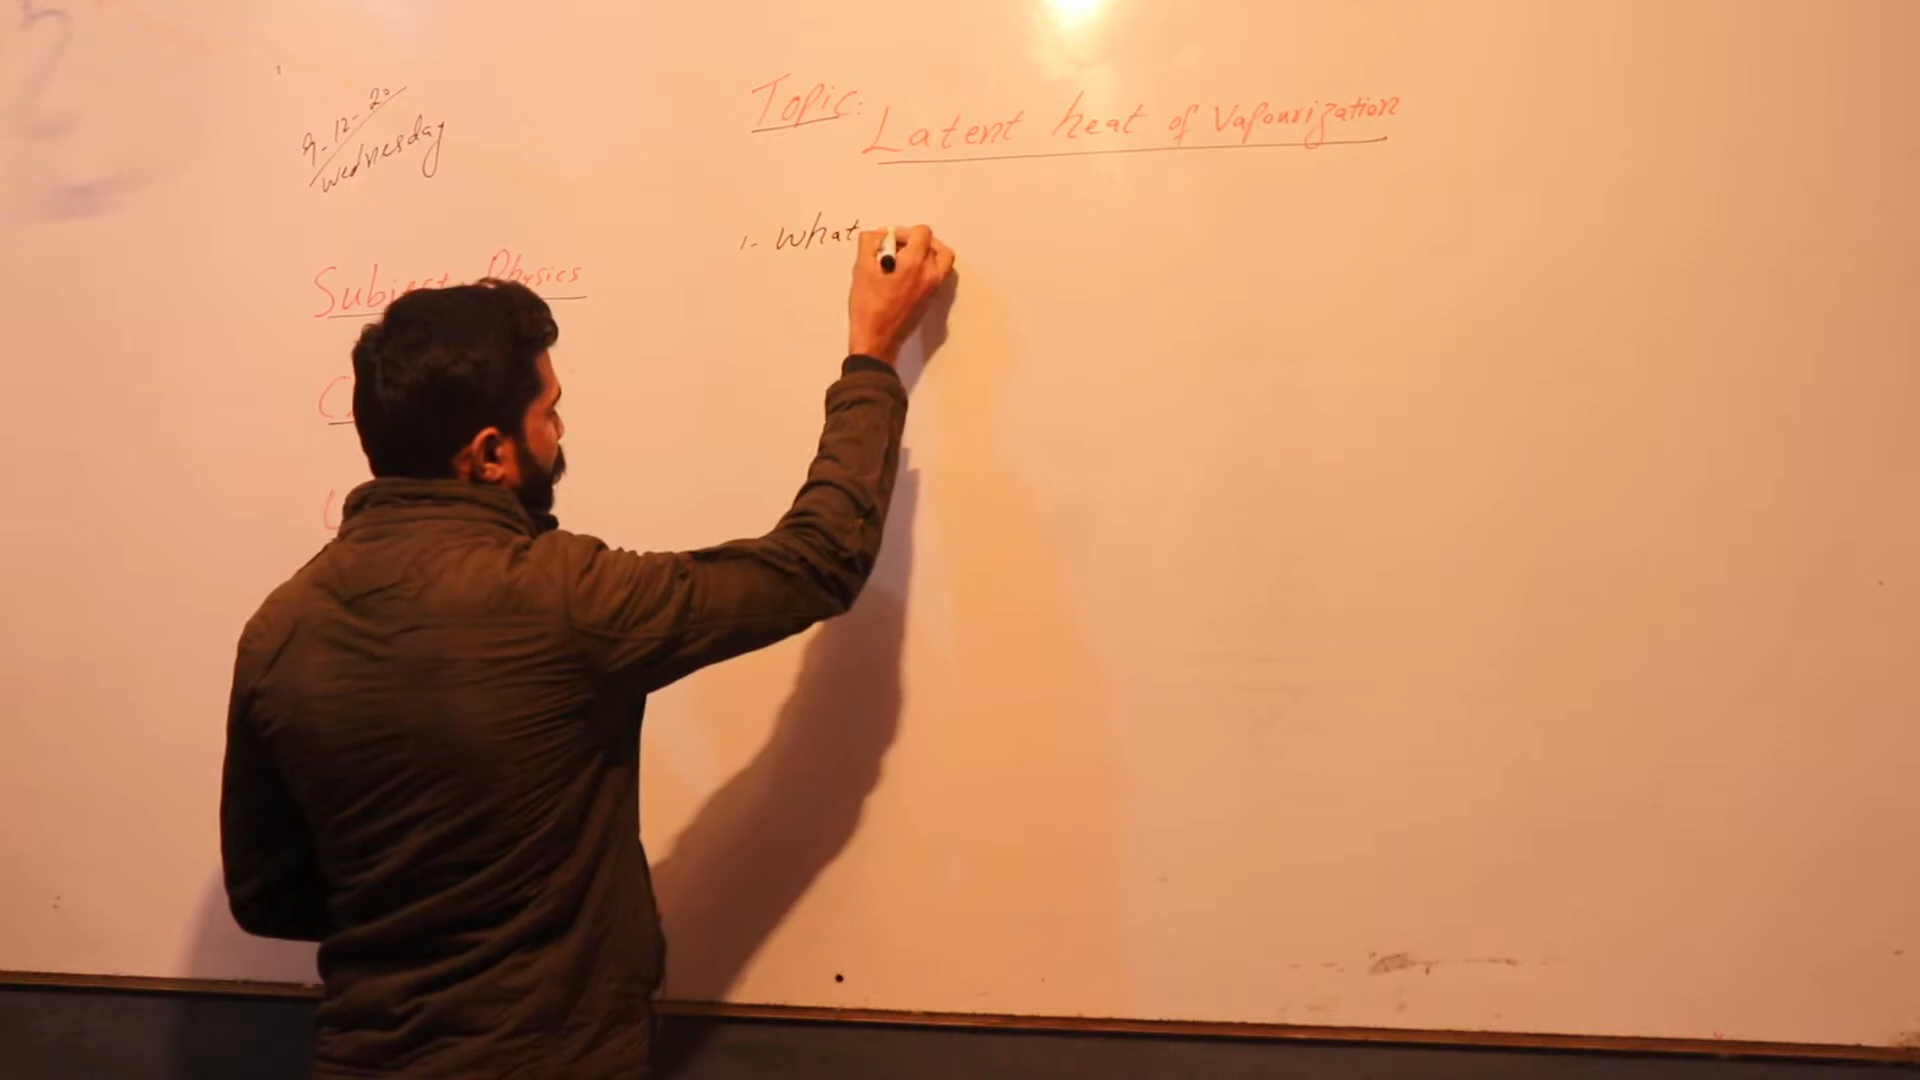 9-12-20
Wednesday
Topic:
Latent heat of Vapourization
1- What
Subject: Physics